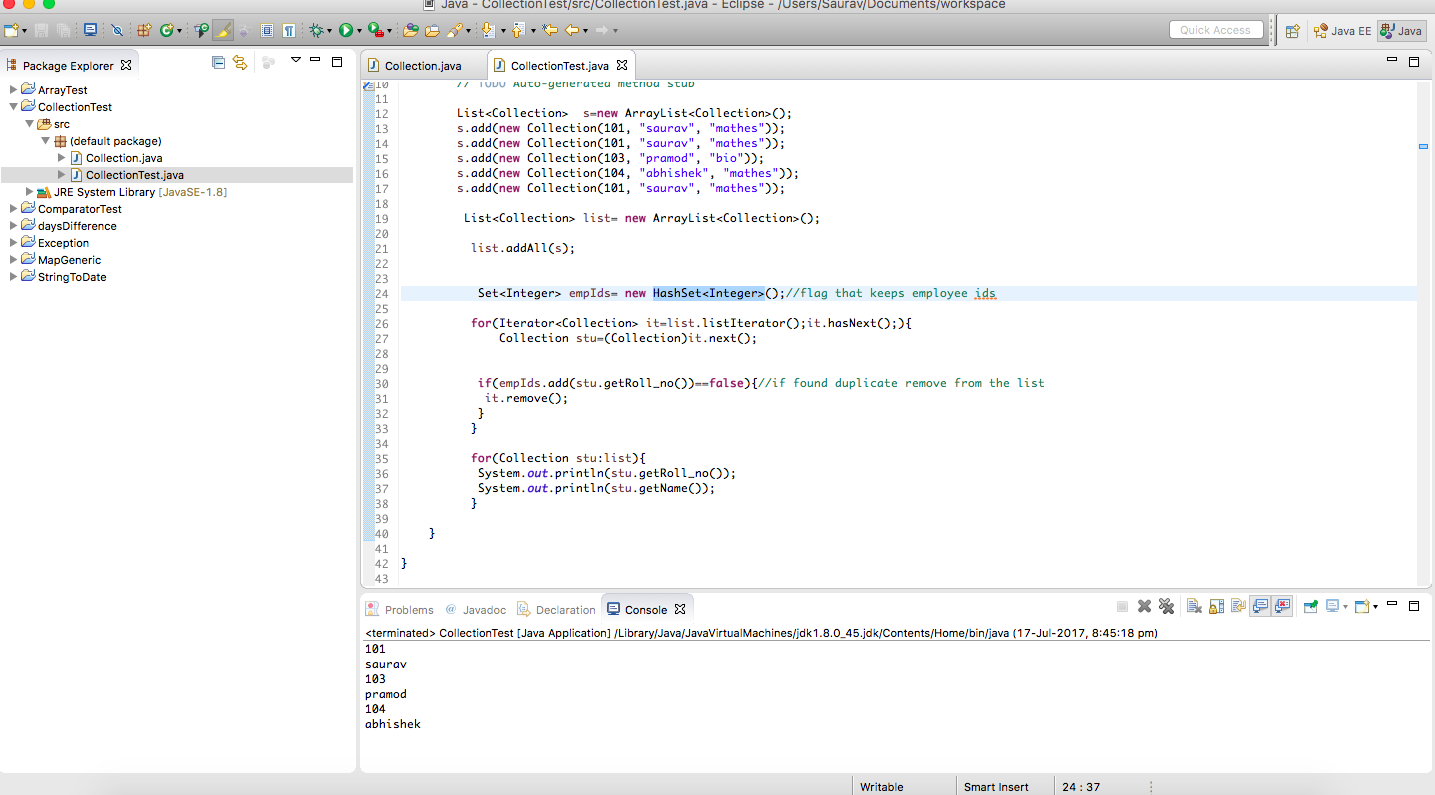 Java - CollectionTest/src/CollectionTest.java - Eclipse - /Users/Saurav/Documents/workspace
Quick Access
Java EE
Java
Package Explorer
ArrayTest
CollectionTest
src
(default package)
Collection.java
CollectionTest.java
JRE System Library [JavaSE-1.8]
ComparatorTest
daysDifference
Exception
MapGeneric
StringToDate
Collection.java
CollectionTest.java
10 // TODO Auto-generated method stub
11
12 List<Collection>  s=new ArrayList<Collection>();
13 s.add(new Collection(101, "saurav", "mathes"));
14 s.add(new Collection(101, "saurav", "mathes"));
15 s.add(new Collection(103, "pramod", "bio"));
16 s.add(new Collection(104, "abhishek", "mathes"));
17 s.add(new Collection(101, "saurav", "mathes"));
18
19 List<Collection> list= new ArrayList<Collection>();
20
21 list.addAll(s);
22
23
24 Set<Integer> empIds= new HashSet<Integer>();//flag that keeps employee ids
25
26 for(Iterator<Collection> it=list.listIterator();it.hasNext();){
27 Collection stu=(Collection)it.next();
28
29
30 if(empIds.add(stu.getRoll_no())==false){//if found duplicate remove from the list
31 it.remove();
32 }
33 }
34
35 for(Collection stu:list){
36 System.out.println(stu.getRoll_no());
37 System.out.println(stu.getName());
38 }
39
40 }
41
42 }
43
Problems
@ Javadoc
Declaration
Console
<terminated> CollectionTest [Java Application] /Library/Java/JavaVirtualMachines/jdk1.8.0_45.jdk/Contents/Home/bin/java (17-Jul-2017, 8:45:18 pm)
101
saurav
103
pramod
104
abhishek
Writable
Smart Insert
24 : 37